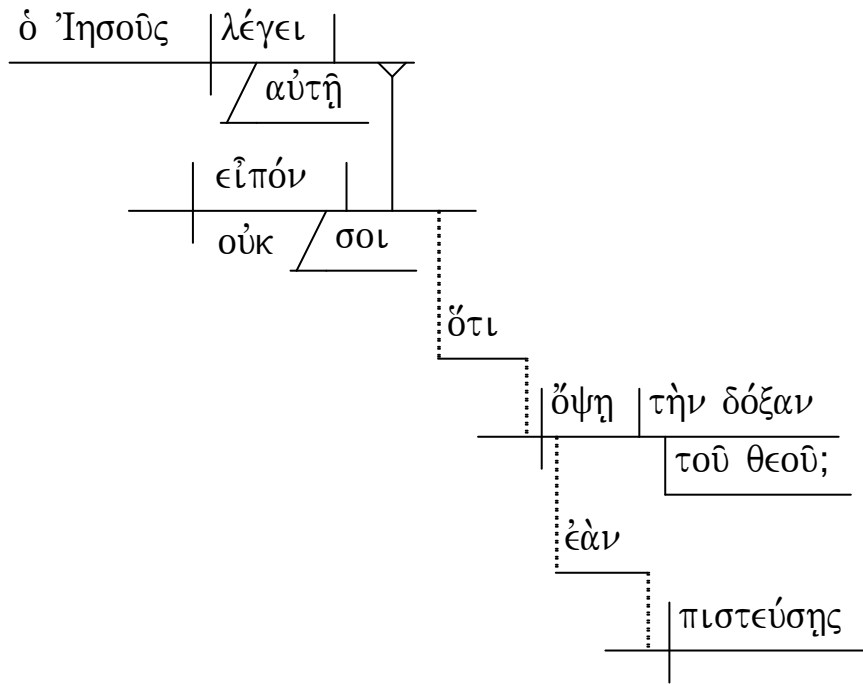 ὁ Ἰησοῦς λέγει
αὐτῇ
εἶπόν
οὐκ σοι
ὅτι
ὄψῃ τὴν δόξαν
τοῦ θεοῦ;
ἐὰν
πιστεύσῃς